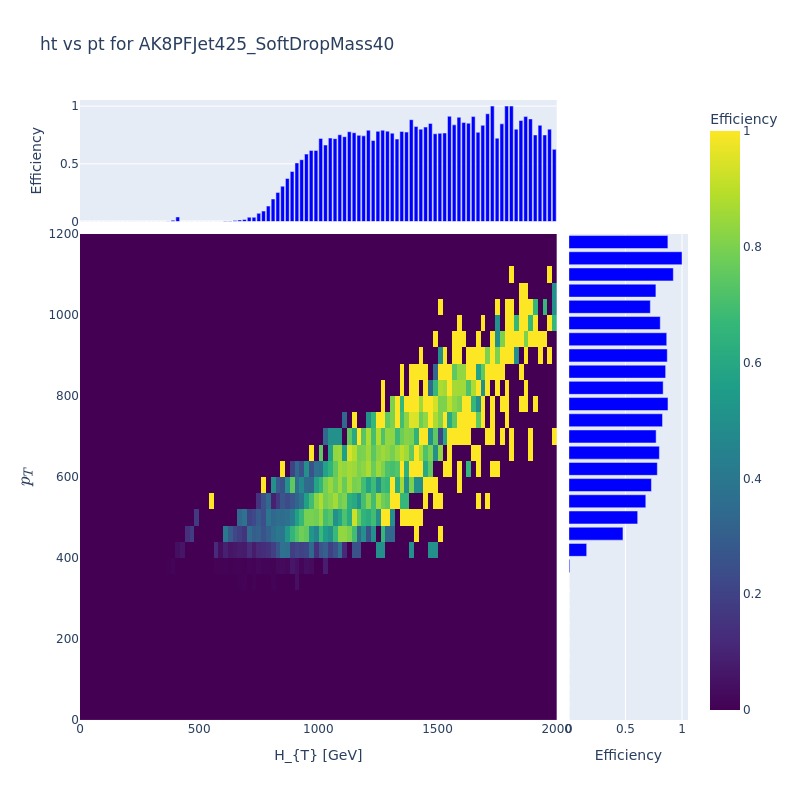 ht vs pt for AK8PFJet425_SoftDropMass40
Efficiency
1
0.5
0
Efficiency
1
0.8
0.6
0.4
0.2
0
1200
1000
800
600
400
200
0
p_T
0 500 1000 1500 2000
H_{T} [GeV]
0 0.5 1
Efficiency